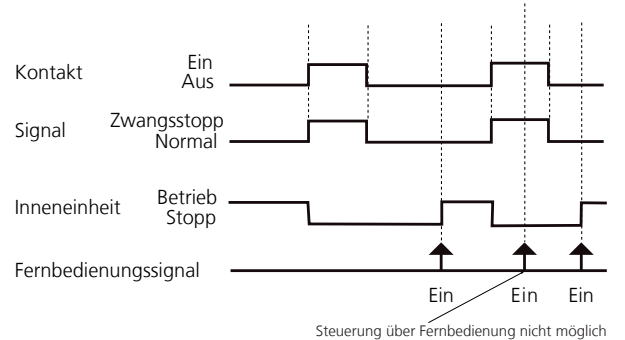 Kontakt Ein
Aus
Signal Zwangsstopp
Normal
Inneneinheit Betrieb
Stopp
Fernbedienungssignal
Ein Ein Ein
Steuerung über Fernbedienung nicht möglich